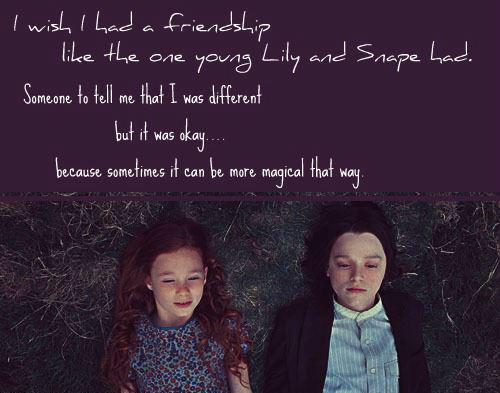 I wish I had a friendship
like the one young Lily and Snape had.
Someone to tell me that I was different
but it was okay....
because sometimes it can be more magical that way.